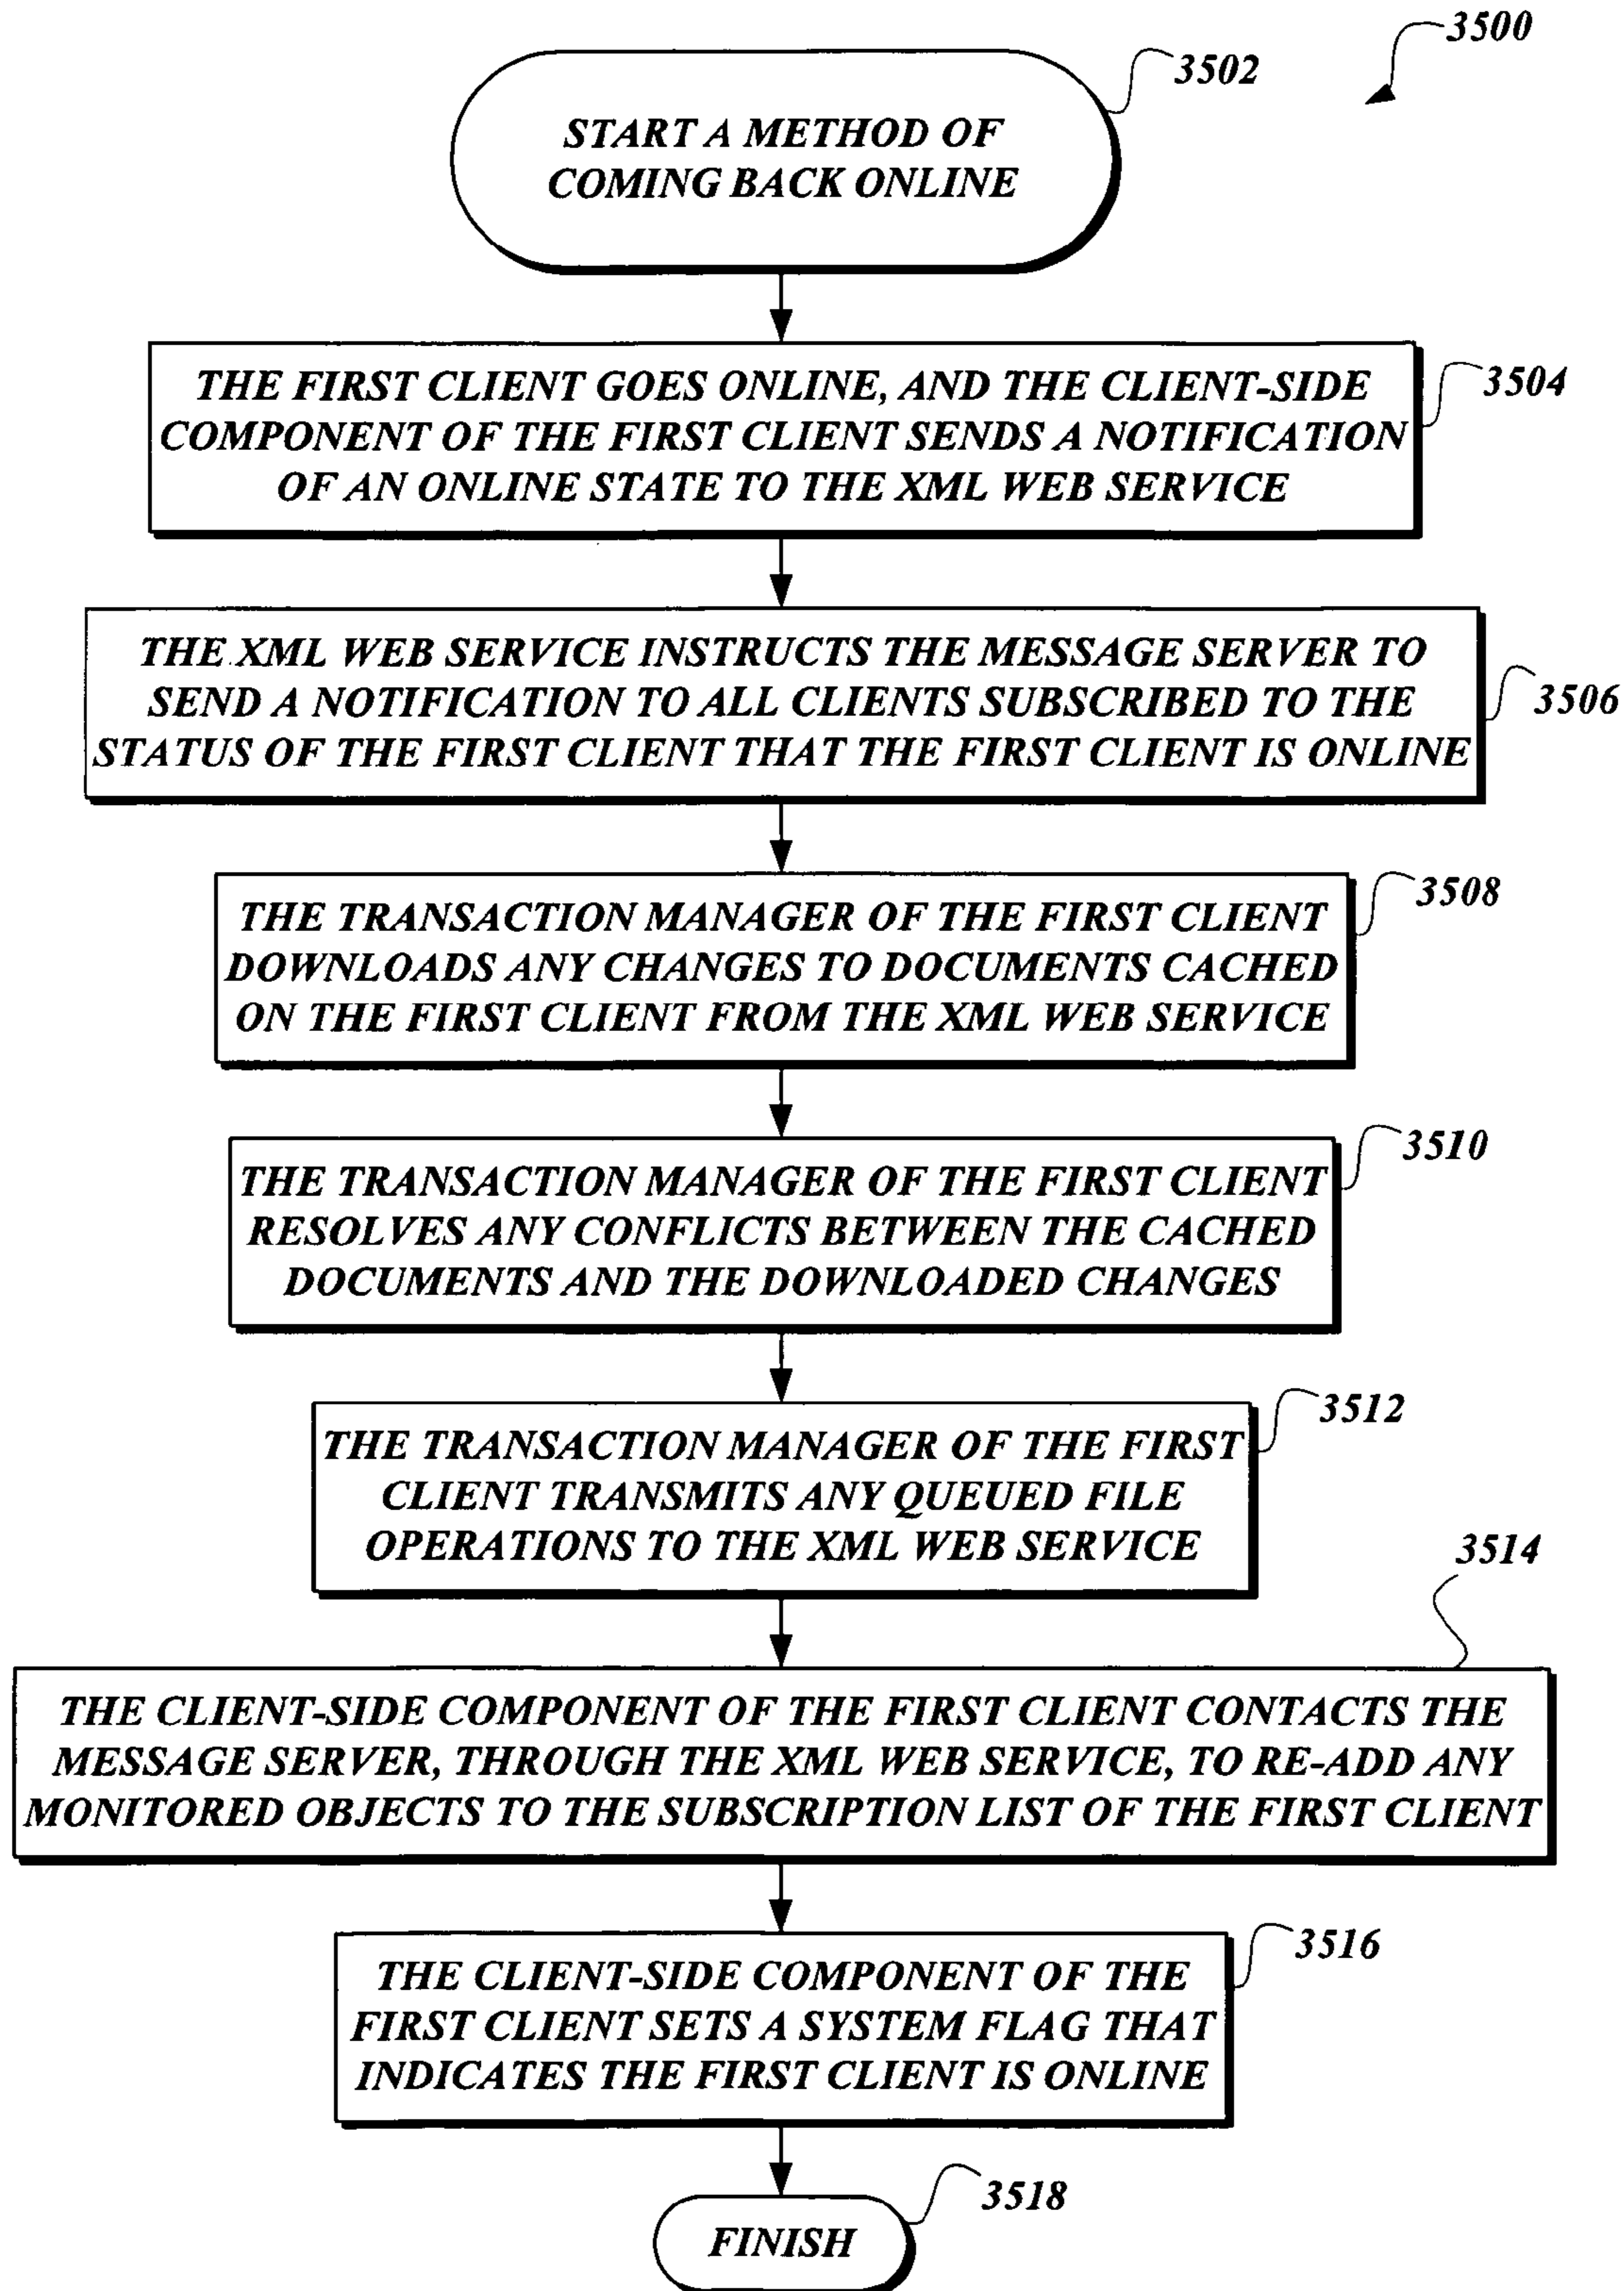 3500
3502
START A METHOD OF
COMING BACK ONLINE
3504
THE FIRST CLIENT GOES ONLINE, AND THE CLIENT-SIDE
COMPONENT OF THE FIRST CLIENT SENDS A NOTIFICATION
OF AN ONLINE STATE TO THE XML WEB SERVICE
THE XML WEB SERVICE INSTRUCTS THE MESSAGE SERVER TO
SEND A NOTIFICATION TO ALL CLIENTS SUBSCRIBED TO THE
STATUS OF THE FIRST CLIENT THAT THE FIRST CLIENT IS ONLINE
3506
3508
THE TRANSACTION MANAGER OF THE FIRST CLIENT
DOWNLOADS ANY CHANGES TO DOCUMENTS CACHED
ON THE FIRST CLIENT FROM THE XML WEB SERVICE
3510
THE TRANSACTION MANAGER OF THE FIRST CLIENT
RESOLVES ANY CONFLICTS BETWEEN THE CACHED
DOCUMENTS AND THE DOWNLOADED CHANGES
3512
THE TRANSACTION MANAGER OF THE FIRST
CLIENT TRANSMITS ANY QUEUED FILE
OPERATIONS TO THE XML WEB SERVICE
3514
THE CLIENT-SIDE COMPONENT OF THE FIRST CLIENT CONTACTS THE
MESSAGE SERVER, THROUGH THE XML WEB SERVICE, TO RE-ADD ANY
MONITORED OBJECTS TO THE SUBSCRIPTION LIST OF THE FIRST CLIENT
3516
THE CLIENT-SIDE COMPONENT OF THE
FIRST CLIENT SETS A SYSTEM FLAG THAT
INDICATES THE FIRST CLIENT IS ONLINE
3518
FINISH